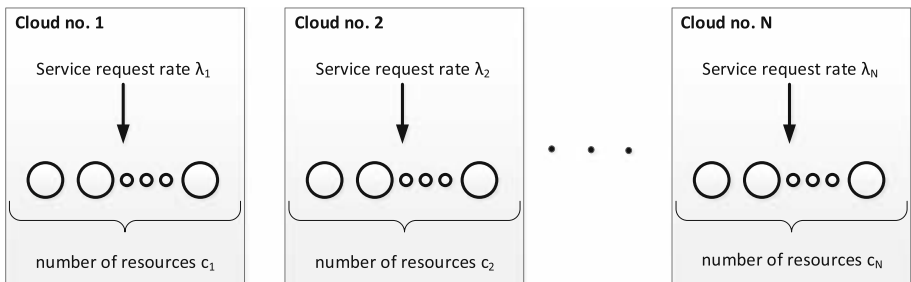 Cloud no. 1
Service request rate λ₁
number of resources c₁
Cloud no. 2
Service request rate λ₂
number of resources c₂
Cloud no. N
Service request rate λN
number of resources cN